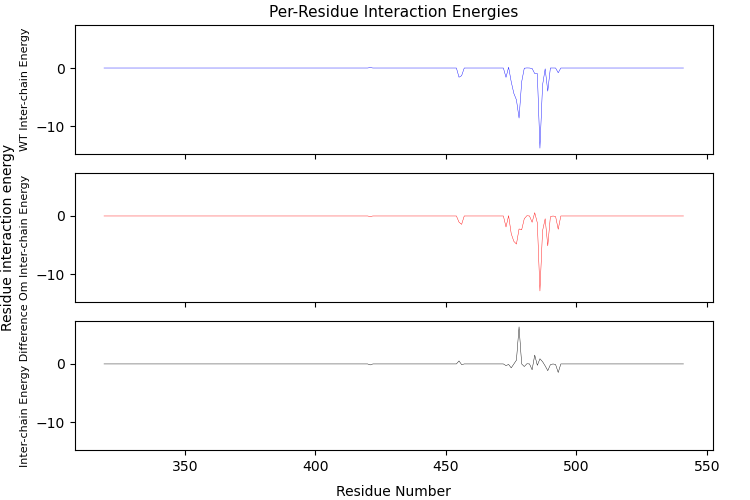 Per-Residue Interaction Energies
Residue interaction energy
WT Inter-chain Energy
0
−10
Om Inter-chain Energy
0
−10
Inter-chain Energy Difference
0
−10
350
400
450
500
550
Residue Number